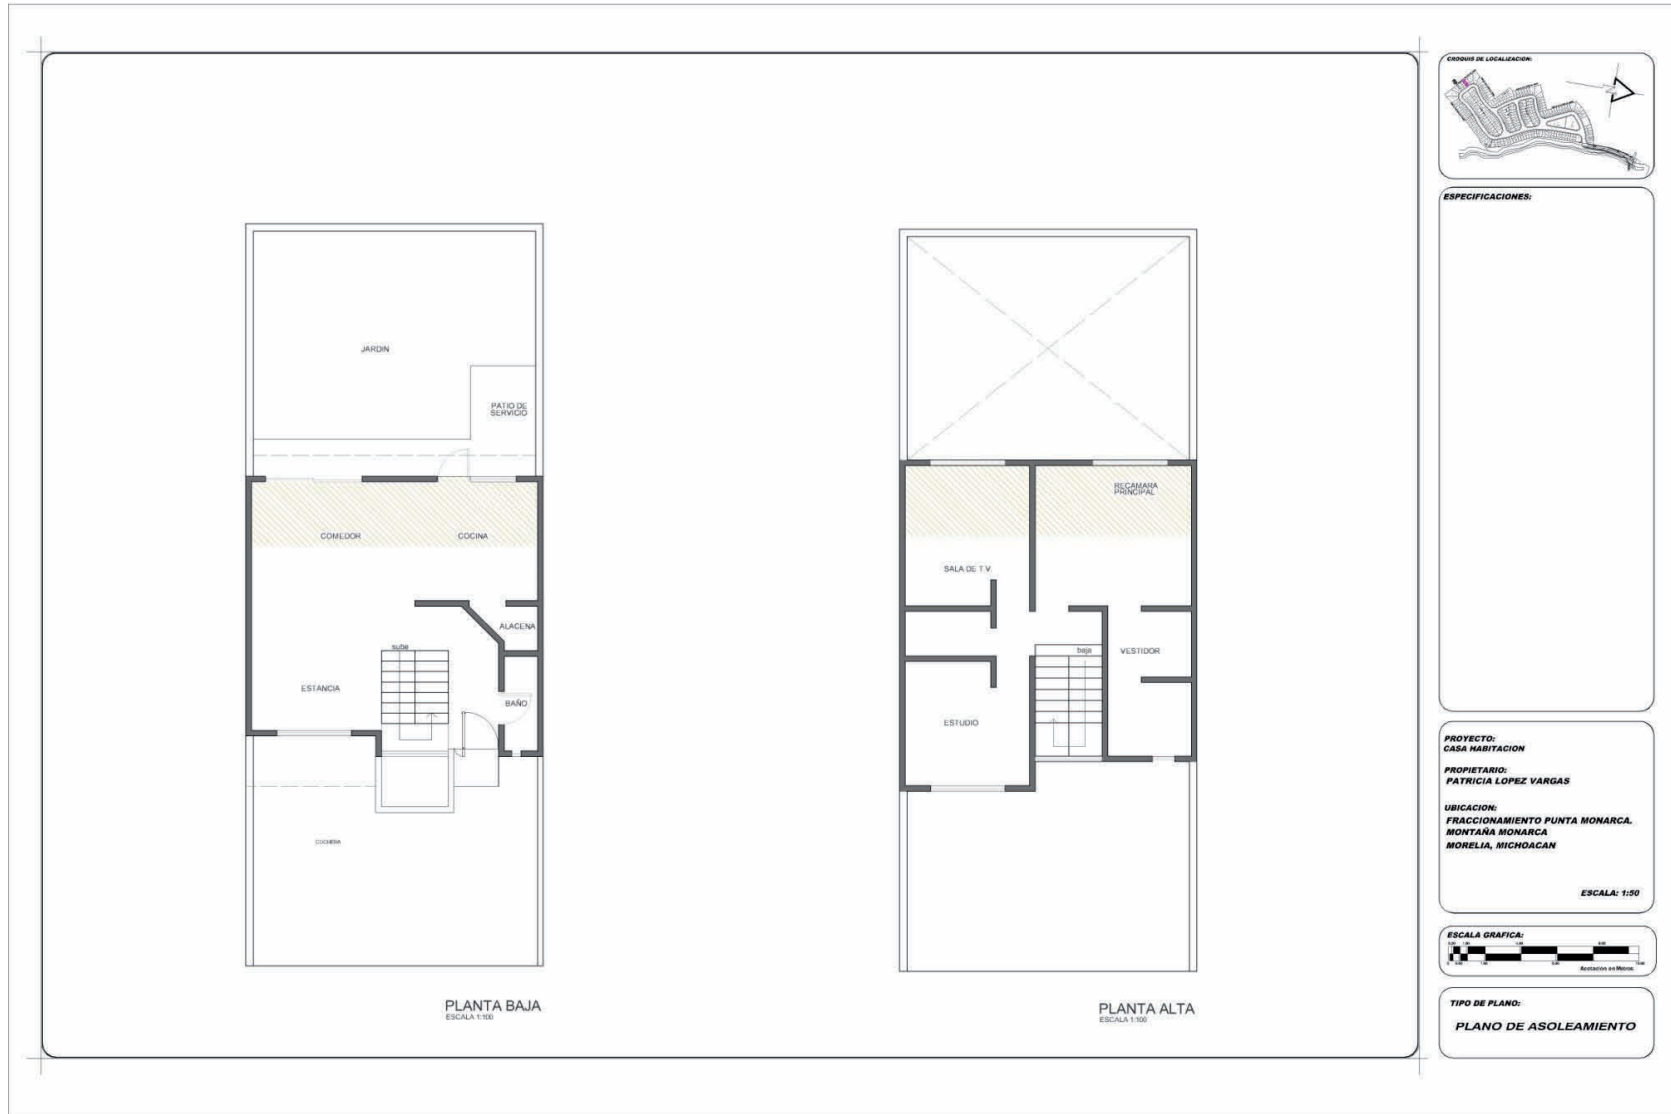 JARDIN
PATIO DE
SERVICIO
COMEDOR
COCINA
ALACENA
sube
ESTANCIA
BAÑO
COCHERA
PLANTA BAJA
ESCALA 1:100
RECAMARA
PRINCIPAL
SALA DE T.V.
baja
VESTIDOR
ESTUDIO
PLANTA ALTA
ESCALA 1:100
CROQUIS DE LOCALIZACION:
ESPECIFICACIONES:
PROYECTO:
CASA HABITACION
PROPIETARIO:
PATRICIA LOPEZ VARGAS
UBICACION:
FRACCIONAMIENTO PUNTA MONARCA.
MONTAÑA MONARCA
MORELIA, MICHOACAN
ESCALA: 1:50
ESCALA GRAFICA:
Acotación en Metros
TIPO DE PLANO:
PLANO DE ASOLEAMIENTO